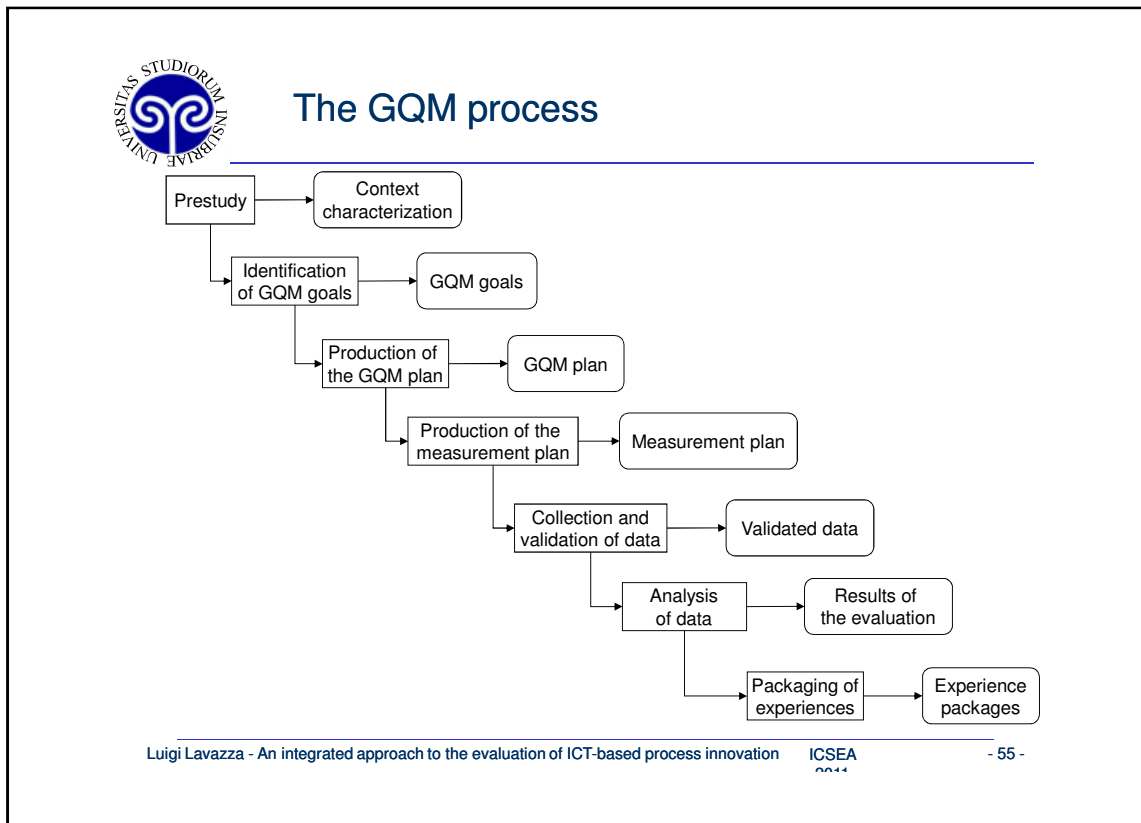 UNIVERSITAS STUDIORUM INSUBRIAE
The GQM process
Prestudy
Context
characterization
Identification
of GQM goals
GQM goals
Production of
the GQM plan
GQM plan
Production of the
measurement plan
Measurement plan
Collection and
validation of data
Validated data
Analysis
of data
Results of
the evaluation
Packaging of
experiences
Experience
packages
Luigi Lavazza - An integrated approach to the evaluation of ICT-based process innovation
ICSEA
2011
- 55 -